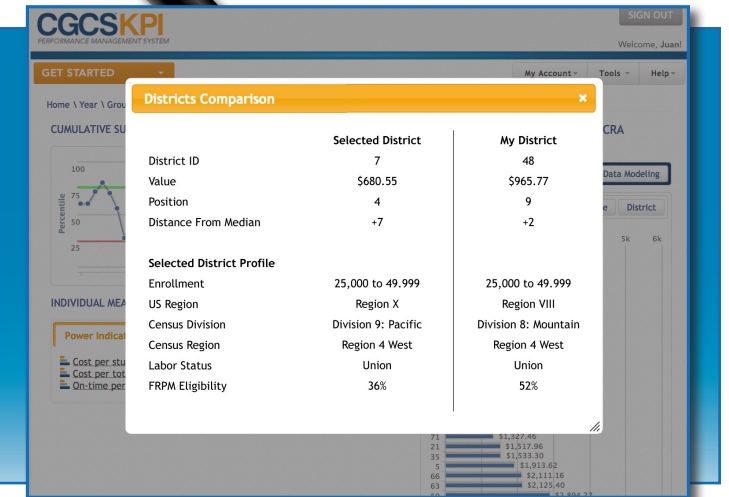 CGCSKPI
PERFORMANCE MANAGEMENT SYSTEM
SIGN OUT
Welcome, Juan!
GET STARTED
My Account
Tools
Help
Home \ Year \ Grou
Districts Comparison
CUMULATIVE SU
CRA
Data Modeling
e District
Percentile
100
75
50
25
5k 6k
Selected District My District
District ID 7 48
Value $680.55 $965.77
Position 4 9
Distance From Median +7 +2
Selected District Profile
Enrollment 25,000 to 49.999 25,000 to 49.999
US Region Region X Region VIII
Census Division Division 9: Pacific Division 8: Mountain
Census Region Region 4 West Region 4 West
Labor Status Union Union
FRPM Eligibility 36% 52%
INDIVIDUAL MEA
Power Indicat
Cost per stu
Cost per tot
On-time per
71 $1,327.46
21 $1,517.96
35 $1,533.30
5 $1,913.62
66 $2,111.16
63 $2,125.40